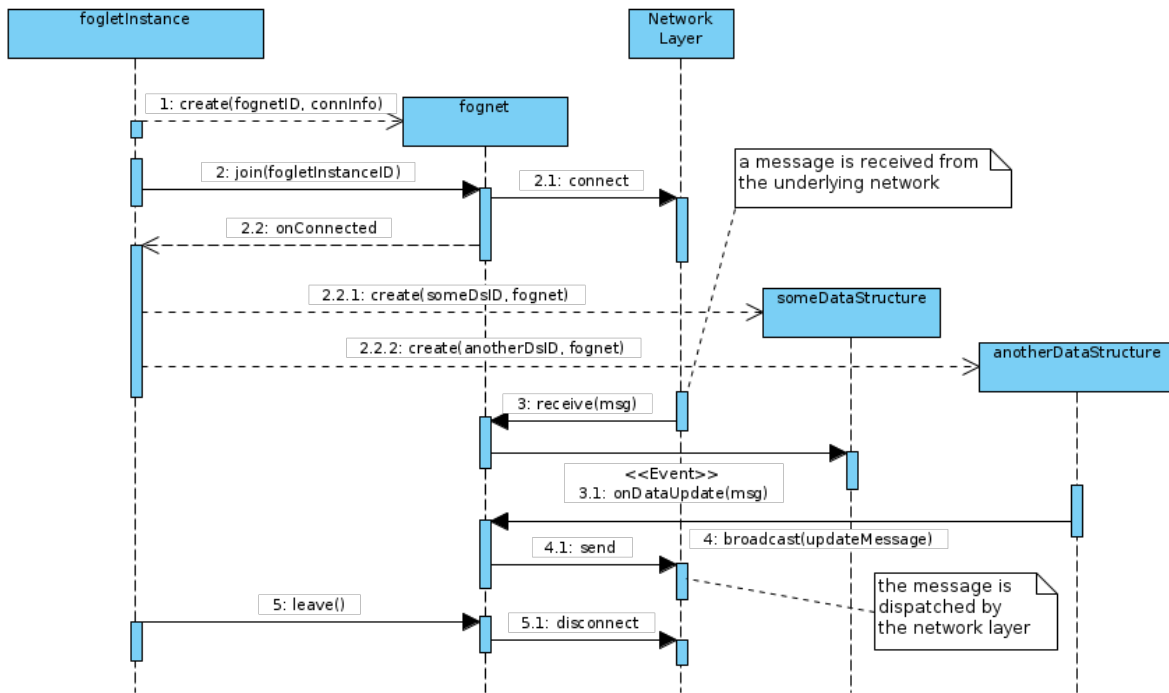 fogletInstance
Network
Layer
1: create(fognetID, connInfo)
fognet
a message is received from
the underlying network
2: join(fogletInstanceID)
2.1: connect
2.2: onConnected
2.2.1: create(someDsID, fognet)
someDataStructure
2.2.2: create(anotherDsID, fognet)
anotherDataStructure
3: receive(msg)
<<Event>>
3.1: onDataUpdate(msg)
4: broadcast(updateMessage)
4.1: send
the message is
dispatched by
the network layer
5: leave()
5.1: disconnect